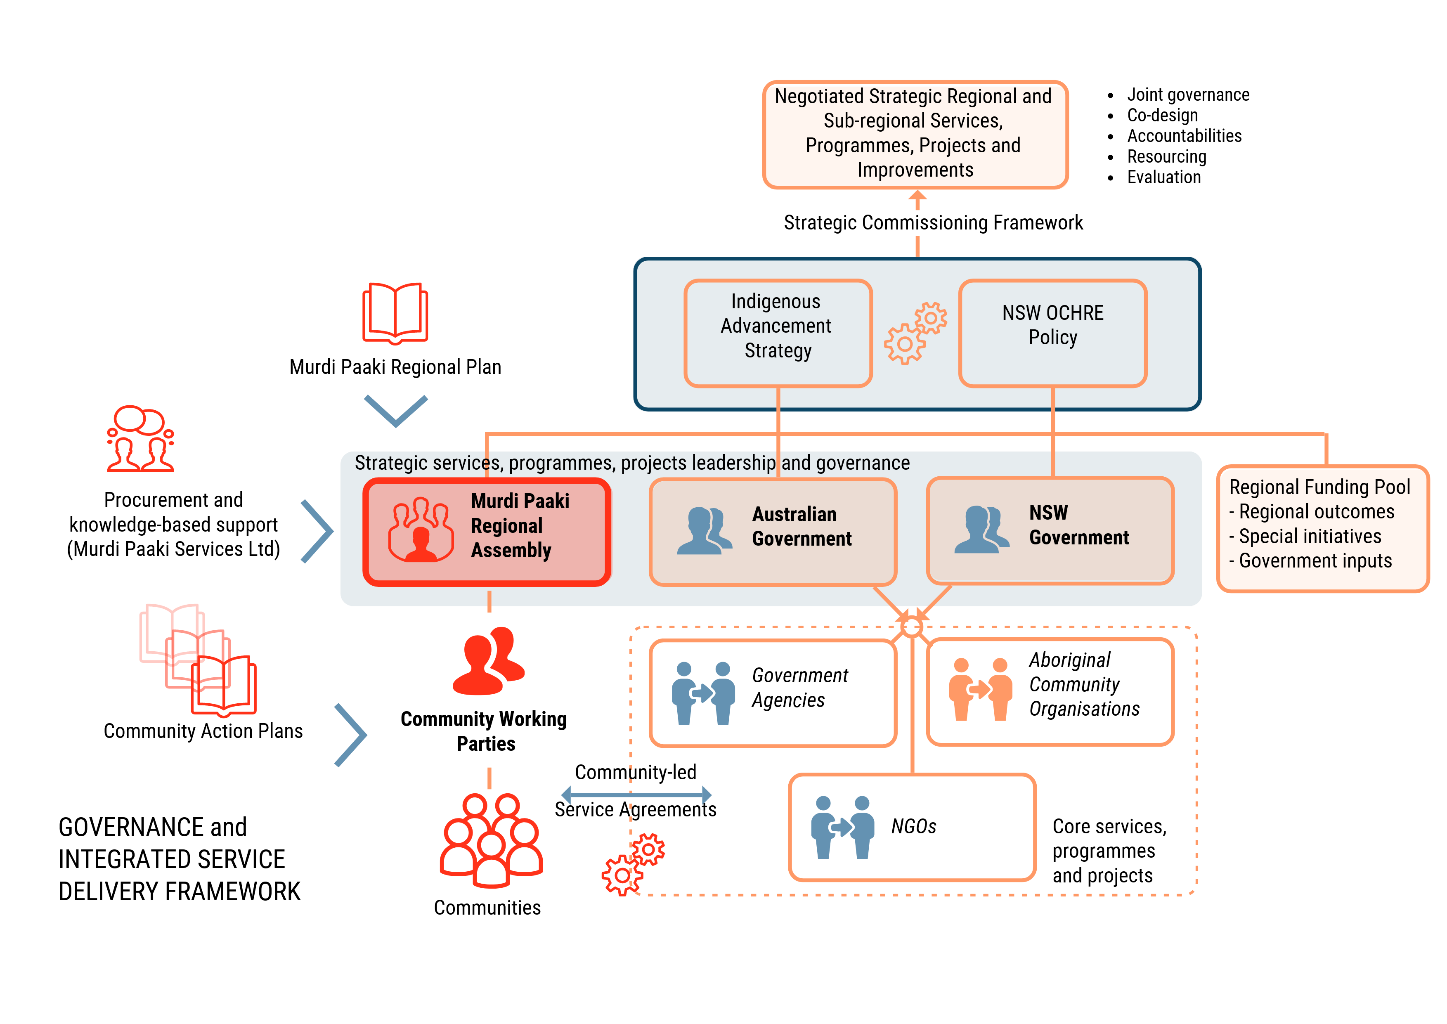 Negotiated Strategic Regional and
Sub-regional Services,
Programmes, Projects and
Improvements
• Joint governance
• Co-design
• Accountabilities
• Resourcing
• Evaluation
Strategic Commissioning Framework
Indigenous
Advancement
Strategy
NSW OCHRE
Policy
Murdi Paaki Regional Plan
Procurement and
knowledge-based support
(Murdi Paaki Services Ltd)
Strategic services, programmes, projects leadership and governance
Murdi Paaki
Regional
Assembly
Australian
Government
NSW
Government
Regional Funding Pool
- Regional outcomes
- Special initiatives
- Government inputs
Community Action Plans
Community Working
Parties
Government
Agencies
Aboriginal
Community
Organisations
Community-led
Service Agreements
NGOs
Core services,
programmes
and projects
Communities
GOVERNANCE and
INTEGRATED SERVICE
DELIVERY FRAMEWORK